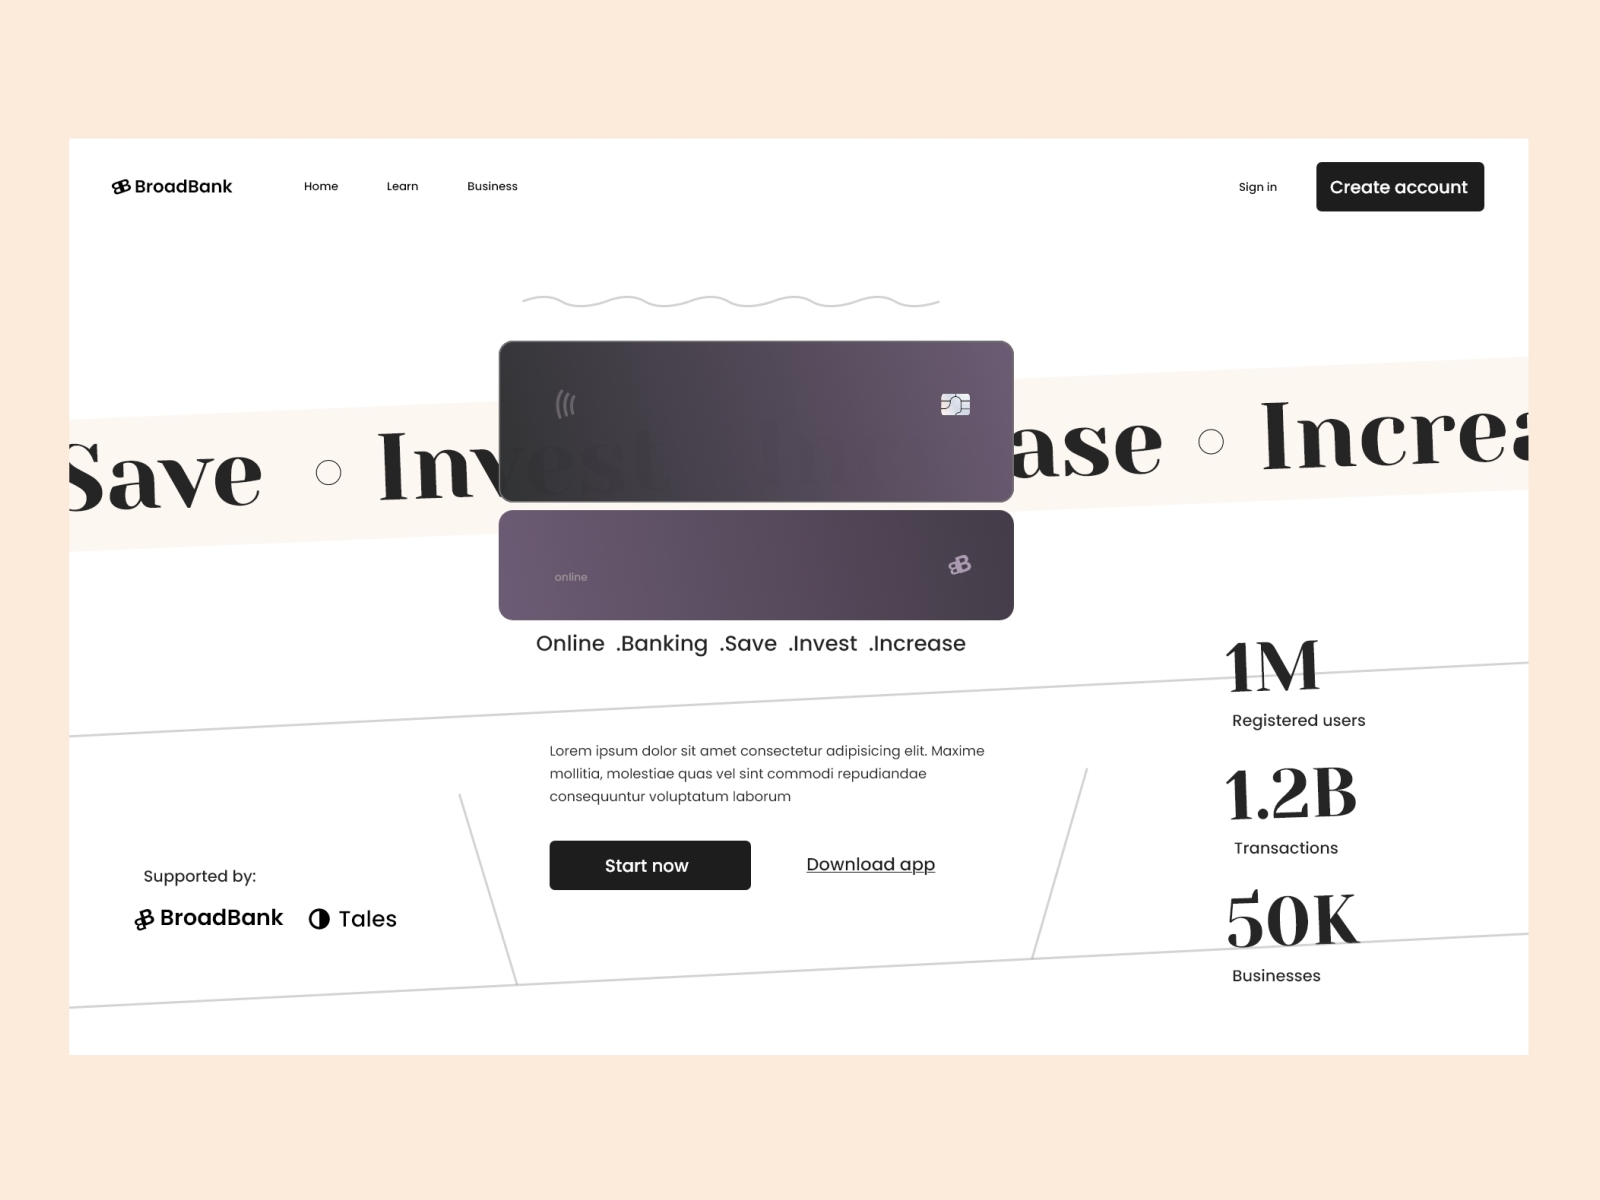 BroadBank
Home
Learn
Business
Sign in
Create account
Save
Invest
ase
Increa
online
Online .Banking .Save .Invest .Increase
1M
Registered users
Lorem ipsum dolor sit amet consectetur adipisicing elit. Maxime
mollitia, molestiae quas vel sint commodi repudiandae
consequuntur voluptatum laborum
1.2B
Transactions
Start now
Download app
Supported by:
BroadBank
Tales
50K
Businesses